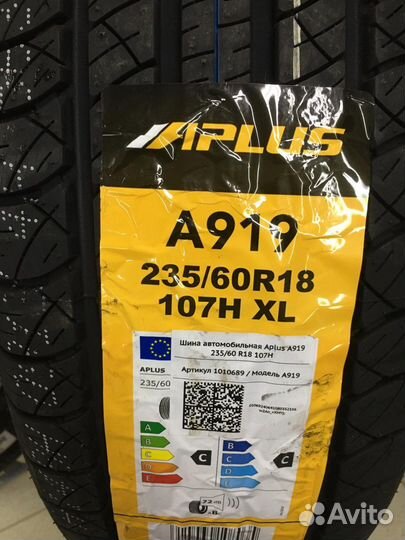 APLUS
A919
235/60R18
107H XL
Шина автомобильная Aplus A919
235/60 R18 107H
Артикул 1010689 / Модель A919
APLUS
235/60
A
B
C
D
E
C
A
B
C
D
E
C
72 dB
Avito